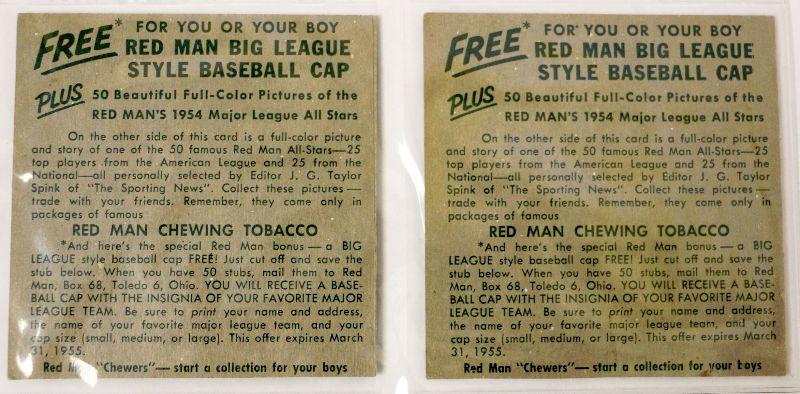 FREE* FOR YOU OR YOUR BOY
RED MAN BIG LEAGUE
STYLE BASEBALL CAP
PLUS 50 Beautiful Full-Color Pictures of the
RED MAN'S 1954 Major League All Stars
On the other side of this card is a full-color picture
and story of one of the 50 famous Red Man All-Stars—25
top players from the American League and 25 from the
National—all personally selected by Editor J. G. Taylor
Spink of "The Sporting News". Collect these pictures—
trade with your friends. Remember, they come only in
packages of famous
RED MAN CHEWING TOBACCO
*And here's the special Red Man bonus—a BIG
LEAGUE style baseball cap FREE! Just cut off and save the
stub below. When you have 50 stubs, mail them to Red
Man, Box 68, Toledo 6, Ohio. YOU WILL RECEIVE A BASE-
BALL CAP WITH THE INSIGNIA OF YOUR FAVORITE MAJOR
LEAGUE TEAM. Be sure to print your name and address,
the name of your favorite major league team, and your
cap size (small, medium, or large). This offer expires March
31, 1955.
Red Man "Chewers"— start a collection for your boys
FREE* FOR YOU OR YOUR BOY
RED MAN BIG LEAGUE
STYLE BASEBALL CAP
PLUS 50 Beautiful Full-Color Pictures of the
RED MAN'S 1954 Major League All Stars
On the other side of this card is a full-color picture
and story of one of the 50 famous Red Man All-Stars—25
top players from the American League and 25 from the
National—all personally selected by Editor J. G. Taylor
Spink of "The Sporting News". Collect these pictures—
trade with your friends. Remember, they come only in
packages of famous
RED MAN CHEWING TOBACCO
*And here's the special Red Man bonus—a BIG
LEAGUE style baseball cap FREE! Just cut off and save the
stub below. When you have 50 stubs, mail them to Red
Man, Box 68, Toledo 6, Ohio. YOU WILL RECEIVE A BASE-
BALL CAP WITH THE INSIGNIA OF YOUR FAVORITE MAJOR
LEAGUE TEAM. Be sure to print your name and address,
the name of your favorite major league team, and your
cap size (small, medium, or large). This offer expires March
31, 1955.
Red Man "Chewers"— start a collection for your boys